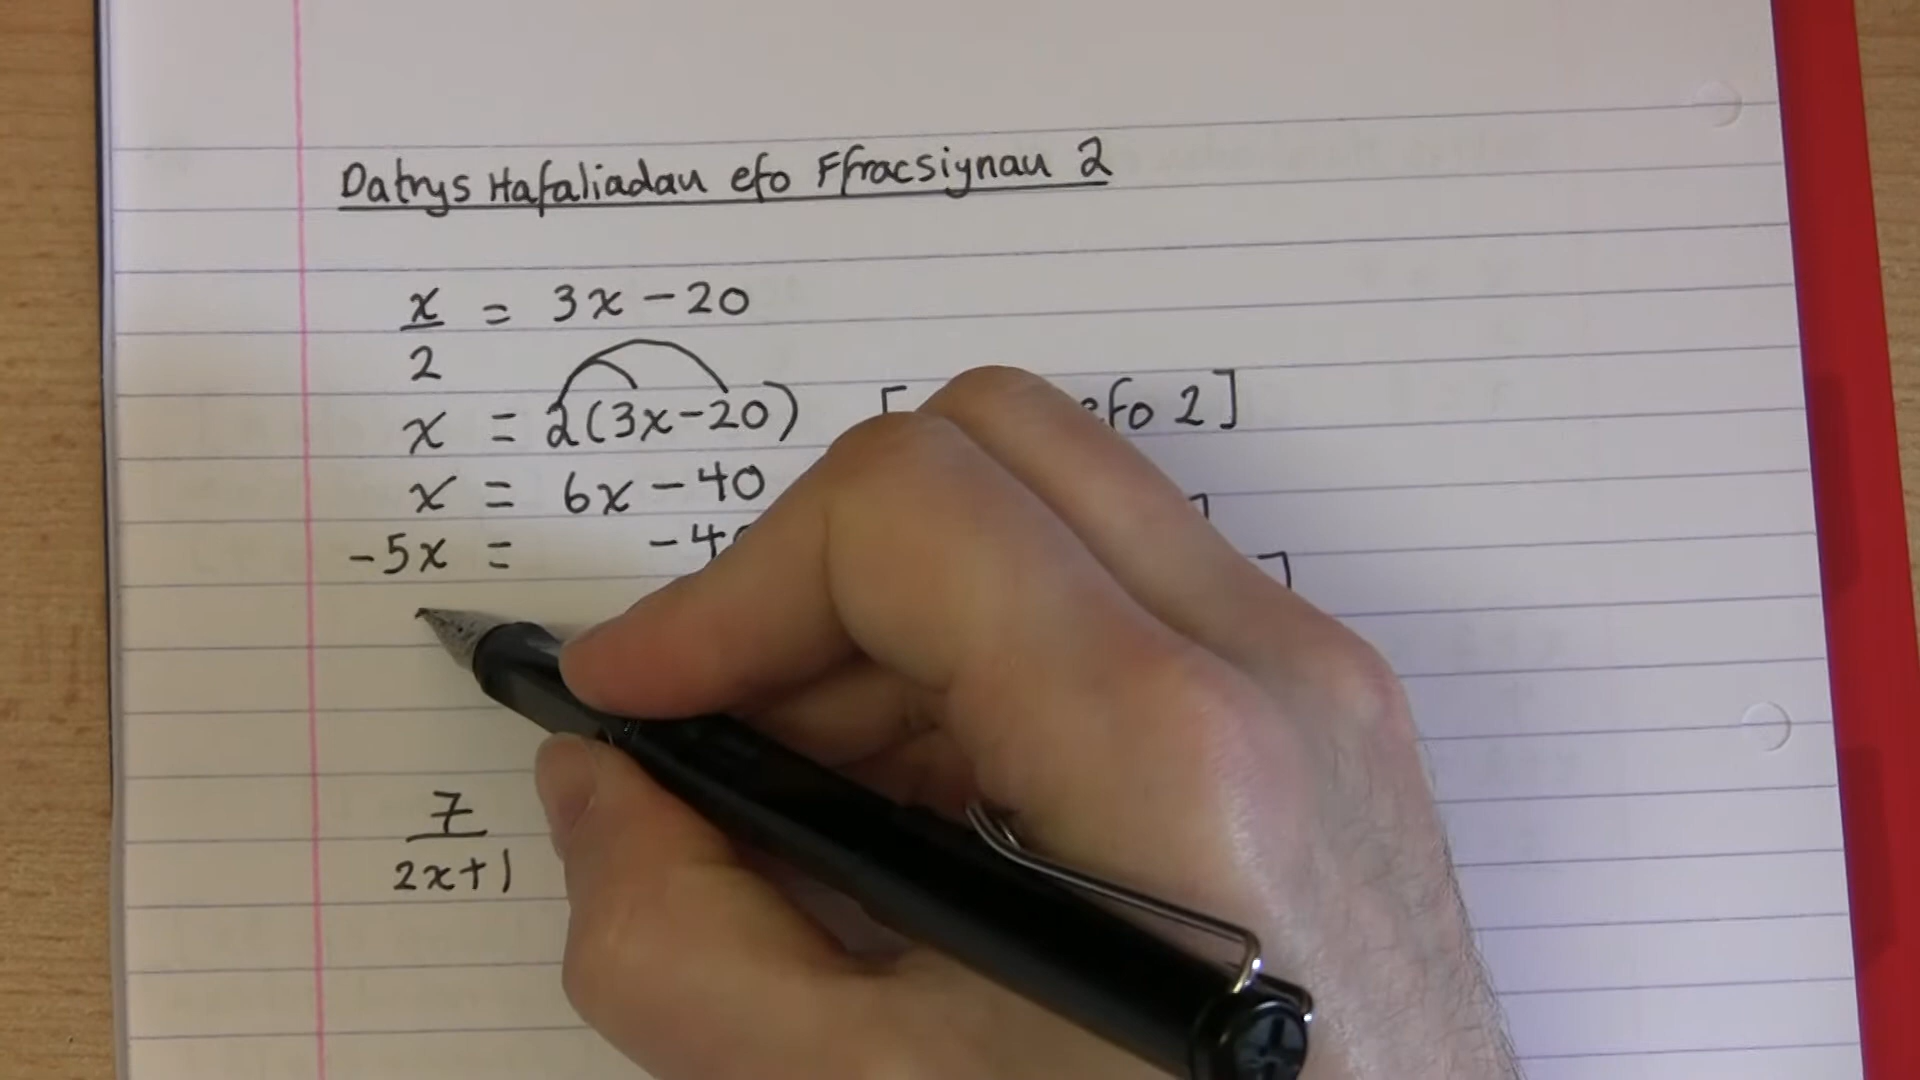 Datrys Hafaliadau efo Ffracsiynau 2
x/2 = 3x - 20
x = 2(3x-20) [ efo 2]
x = 6x - 40 ]
-5x = -40 ]
7/(2x+1)